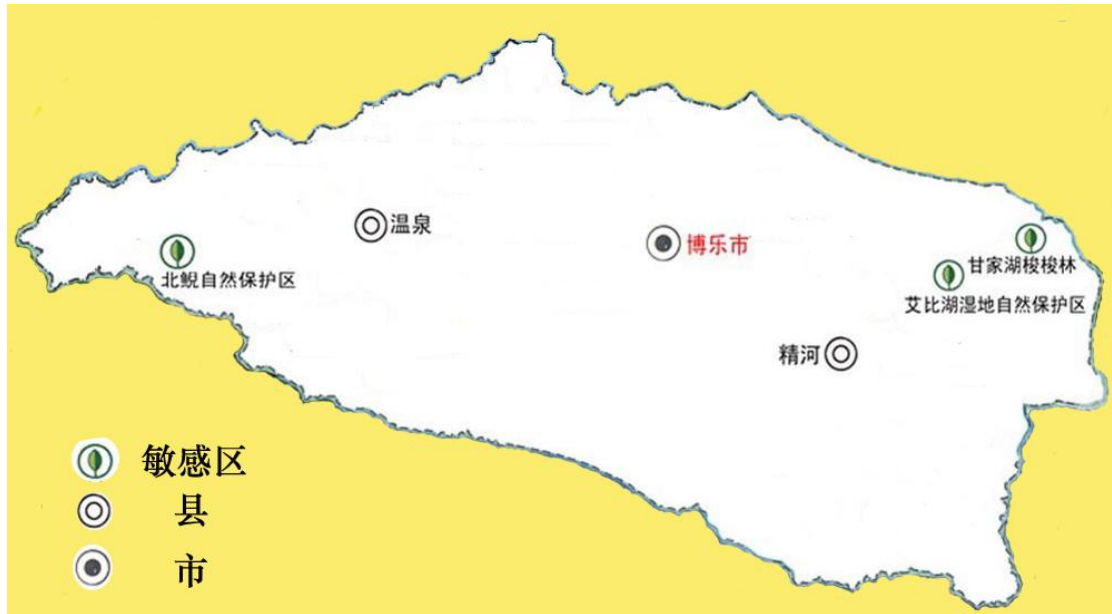 温泉
博乐市
甘家湖梭梭林
北鲵自然保护区
艾比湖湿地自然保护区
精河
敏感区
县
市